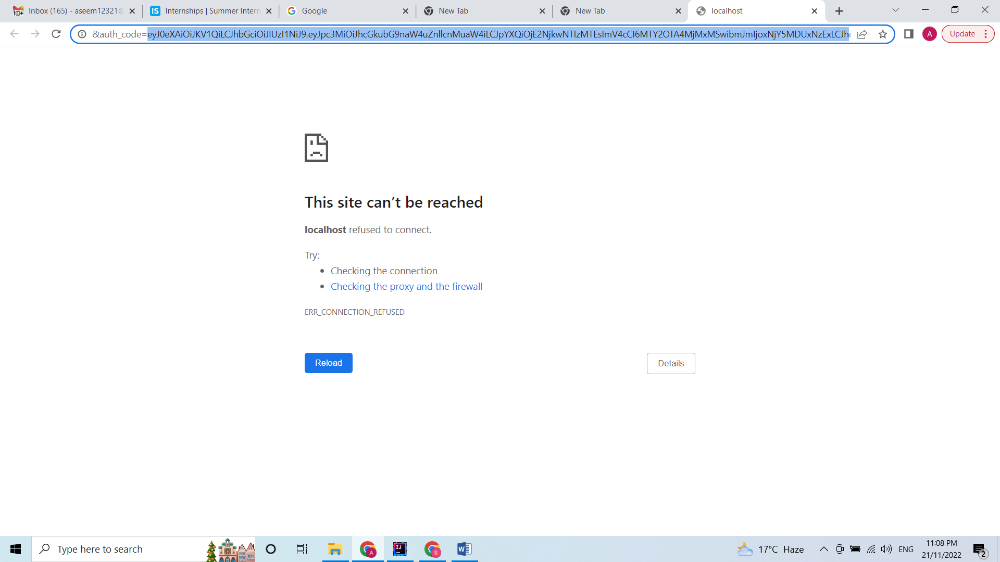 Inbox (165) - aseem12321@
Internships | Summer Intern
Google
New Tab
New Tab
localhost
&auth_code=eyJ0eXAiOiJKV1QiLCJhbGciOiJIUzI1NiJ9.eyJpc3MiOiJhcGkubG9naW4uZnllcnMuaW4iLCJpYXQiOjE2NjkwNTIzMTEsImV4cCI6MTY2OTA4MjMxMSwibmJmIjoxNjY5MDUxNzExLCJh
A
Update
This site can't be reached
localhost refused to connect.
Try:
• Checking the connection
• Checking the proxy and the firewall
ERR_CONNECTION_REFUSED
Reload
Details
Type here to search
17°C Haze
ENG
11:08 PM
21/11/2022
2